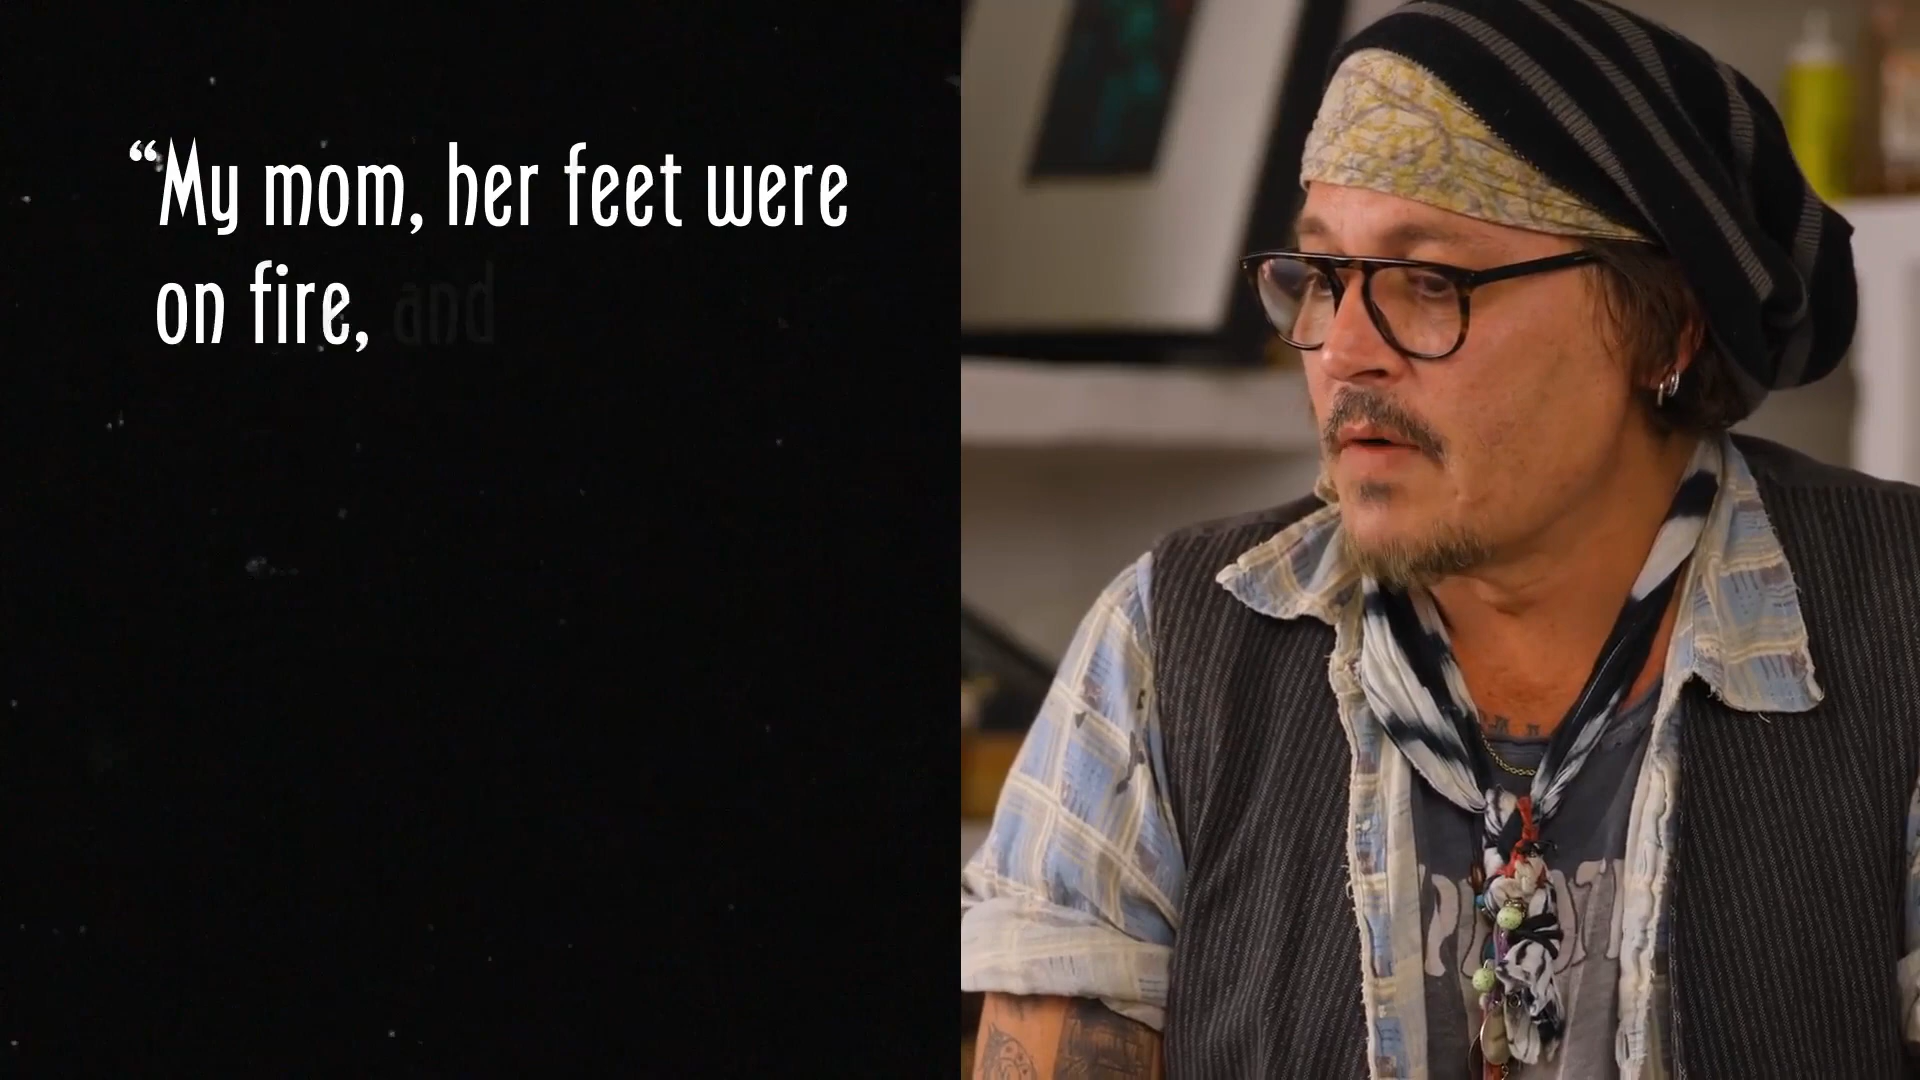 “My mom, her feet were
on fire, and